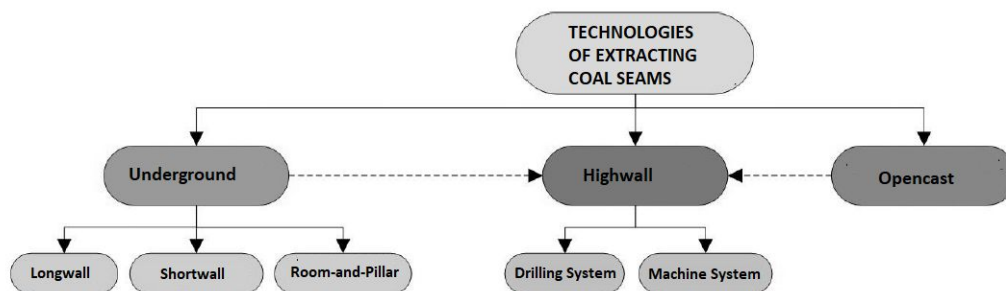 TECHNOLOGIES
OF EXTRACTING
COAL SEAMS
Underground
Highwall
Opencast
Longwall
Shortwall
Room-and-Pillar
Drilling System
Machine System